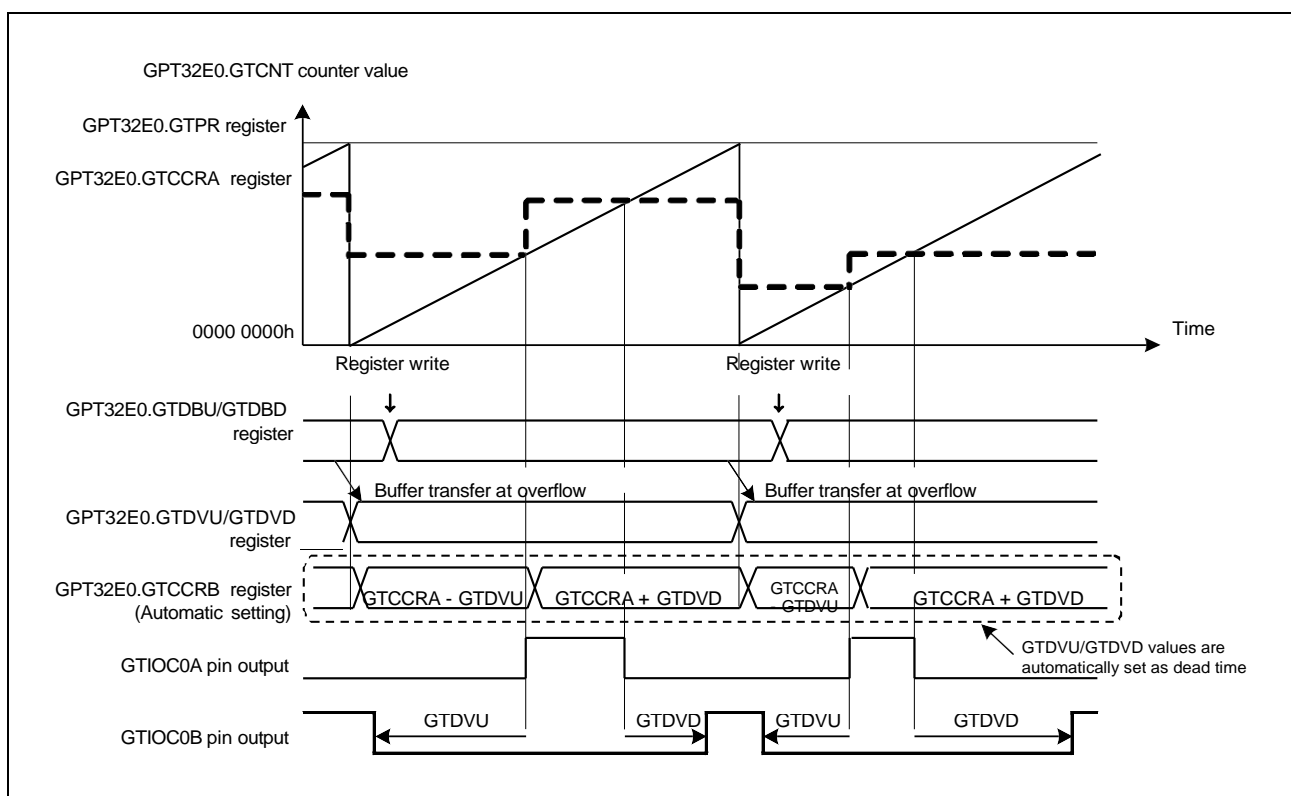 GPT32E0.GTCNT counter value
GPT32E0.GTPR register
GPT32E0.GTCCRA register
0000 0000h
Time
Register write
Register write
GPT32E0.GTDBU/GTDBD
register
Buffer transfer at overflow
Buffer transfer at overflow
GPT32E0.GTDVU/GTDVD
register
GPT32E0.GTCCRB register
(Automatic setting)
GTCCRA - GTDVU
GTCCRA + GTDVD
GTCCRA
- GTDVU
GTCCRA + GTDVD
GTDVU/GTDVD values are
automatically set as dead time
GTIOC0A pin output
GTIOC0B pin output
GTDVU
GTDVD
GTDVU
GTDVD